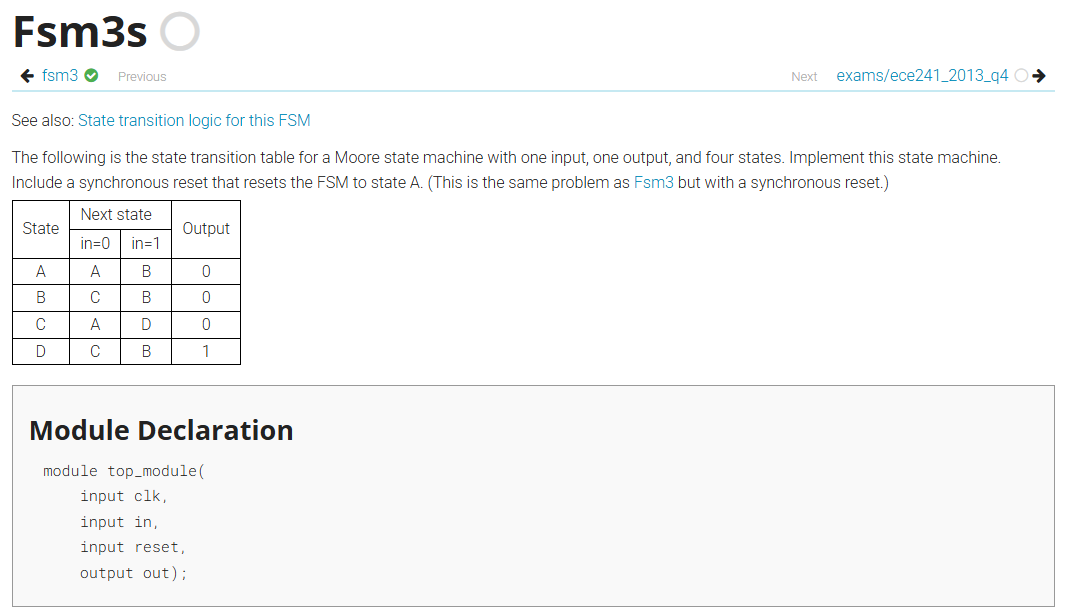 Fsm3s
fsm3 Previous Next exams/ece241_2013_q4
See also: State transition logic for this FSM
The following is the state transition table for a Moore state machine with one input, one output, and four states. Implement this state machine.
Include a synchronous reset that resets the FSM to state A. (This is the same problem as Fsm3 but with a synchronous reset.)
State Next state Output
in=0 in=1
A A B 0
B C B 0
C A D 0
D C B 1
Module Declaration
module top_module(
input clk,
input in,
input reset,
output out);